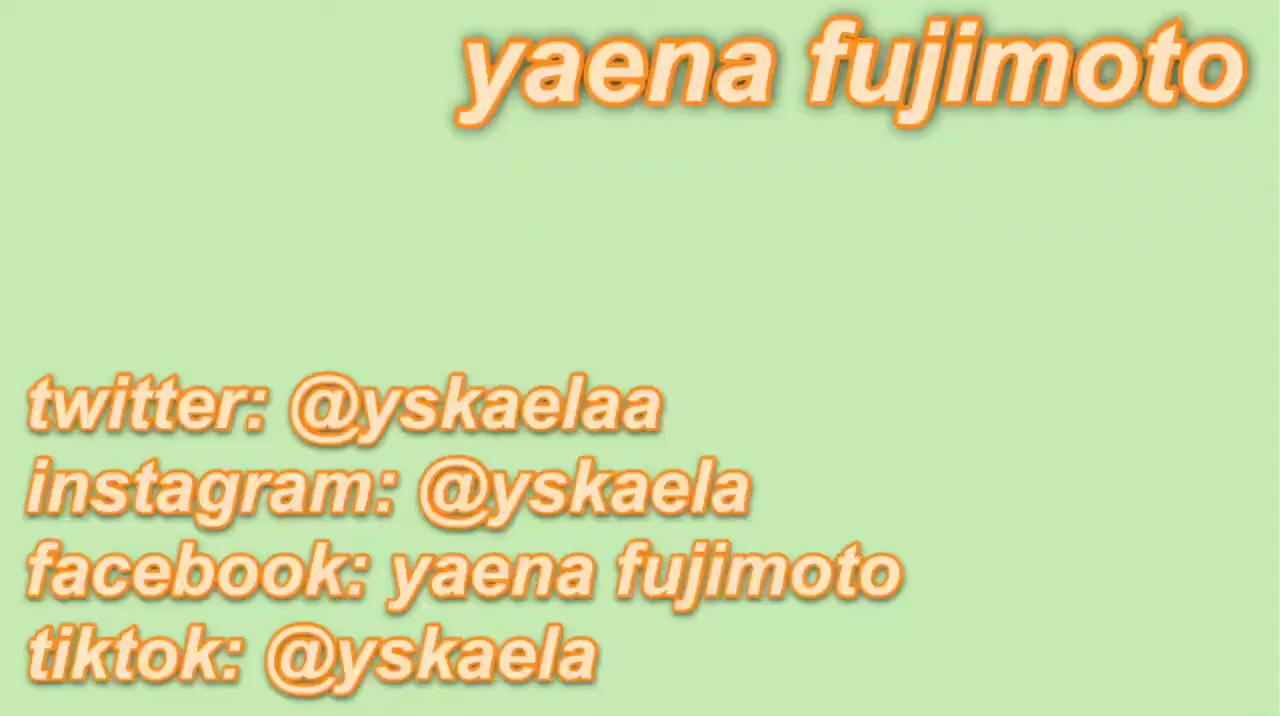 yaena fujimoto
twitter: @yskaelaa
instagram: @yskaela
facebook: yaena fujimoto
tiktok: @yskaela